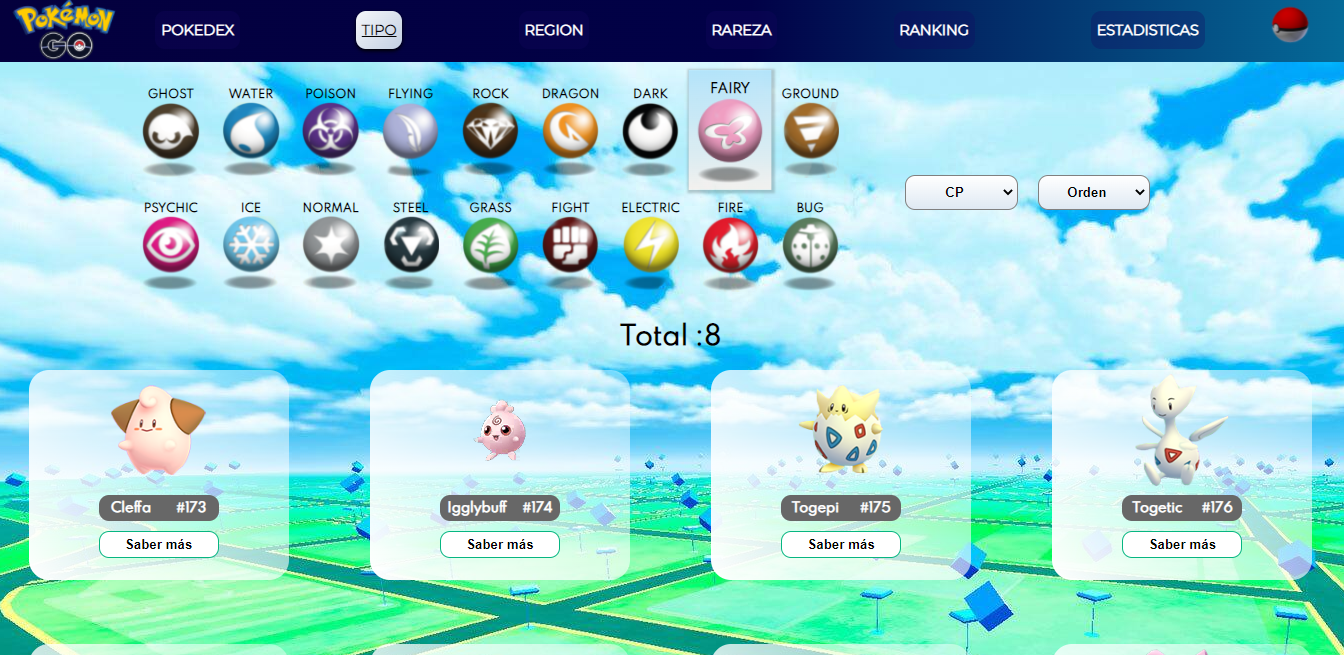 Pokémon
GO
POKEDEX
TIPO
REGION
RAREZA
RANKING
ESTADISTICAS
GHOST
WATER
POISON
FLYING
ROCK
DRAGON
DARK
FAIRY
GROUND
PSYCHIC
ICE
NORMAL
STEEL
GRASS
FIGHT
ELECTRIC
FIRE
BUG
CP
Orden
Total :8
Cleffa #173
Igglybuff #174
Togepi #175
Togetic #176
Saber más
Saber más
Saber más
Saber más